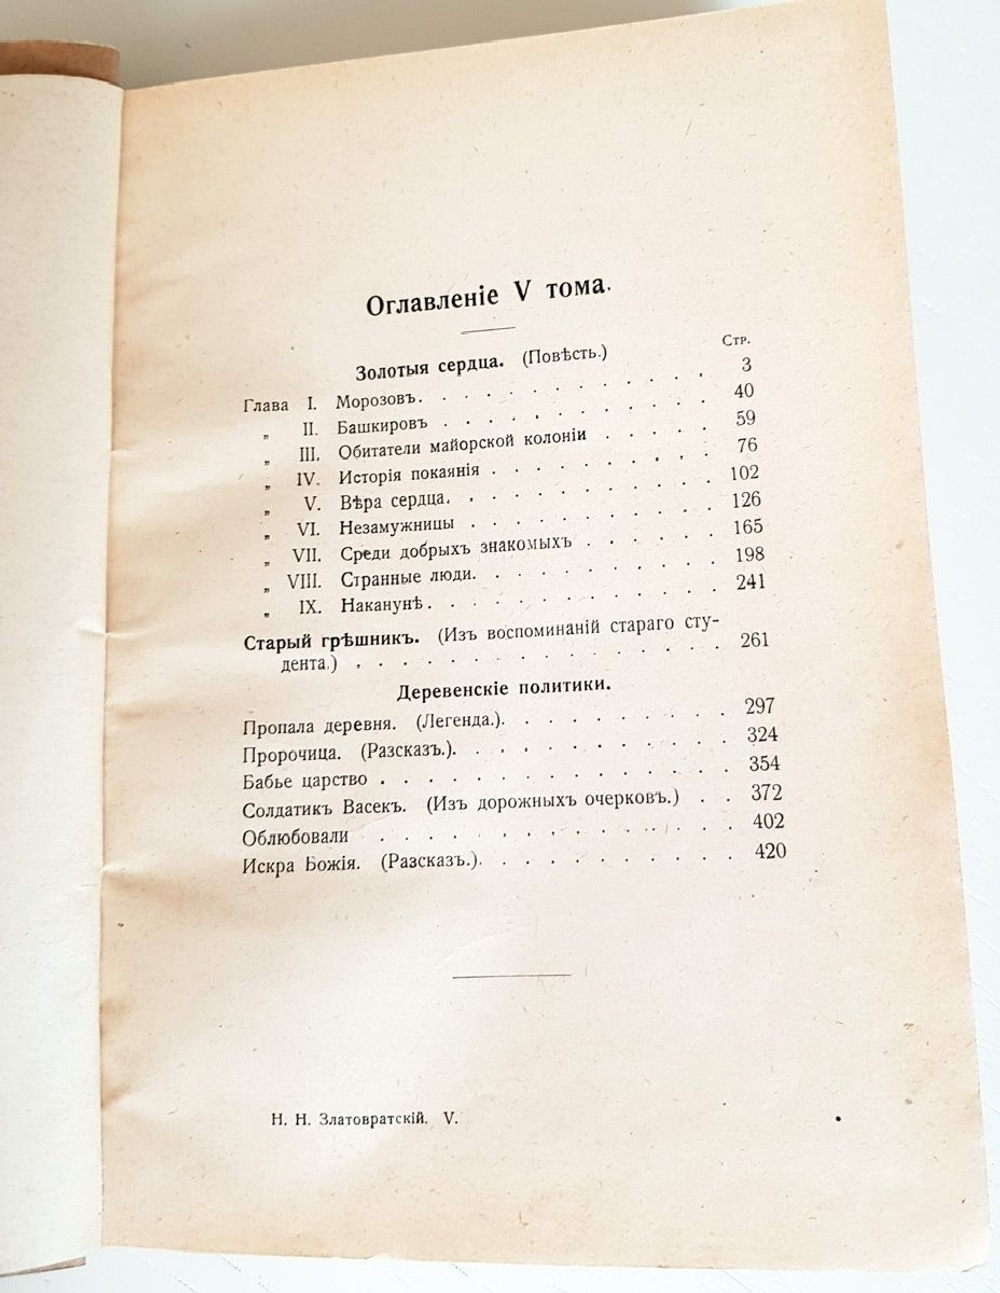 Оглавленіе V тома.
Золотыя сердца. (Повѣсть.) Стр.
Глава I. Морозовъ. 3
„ II. Башкировъ 40
„ III. Обитатели майорской колоніи 59
„ IV. Исторія покаянія 76
„ V. Вѣра сердца. 102
„ VI. Незамужницы 126
„ VII. Среди добрыхъ знакомыхъ 165
„ VIII. Странные люди. 198
„ IX. Наканунѣ. 241
Старый грѣшникъ. (Изъ воспоминаній стараго сту-
дента.) 261
Деревенскіе политики.
Пропала деревня. (Легенда.). 297
Пророчица. (Разсказъ.). 324
Бабье царство 354
Солдатикъ Васек. (Изъ дорожныхъ очерковъ.) 372
Облюбовали 402
Искра Божія. (Разсказъ.). 420
Н. Н. Златовратскій. V.